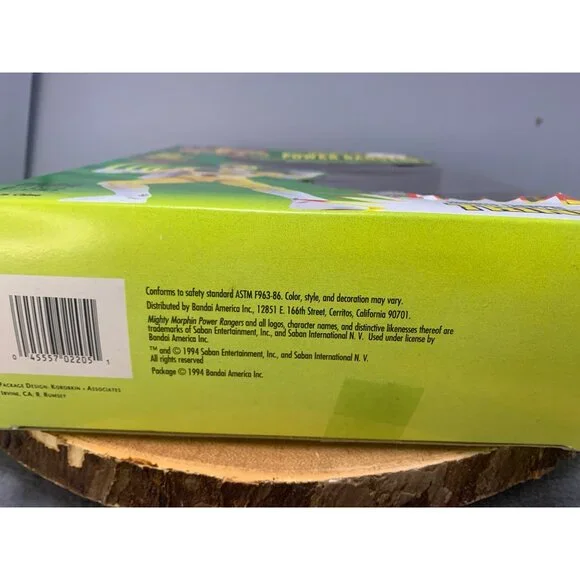 POWER RANGERS
Conforms to safety standard ASTM F963-86. Color, style, and decoration may vary.
Distributed by Bandai America Inc., 12851 E. 166th Street, Cerritos, California 90701.
Mighty Morphin Power Rangers and all logos, character names, and distinctive likenesses thereof are
trademarks of Saban Entertainment, Inc., and Saban International N. V. Used under license by
Bandai America Inc.
™ and © 1994 Saban Entertainment, Inc., and Saban International N. V.
All rights reserved
Package © 1994 Bandai America Inc.
0 45557 02205 1
Package Design: Koborkin - Associates
Irvine, CA, R. Rumsey